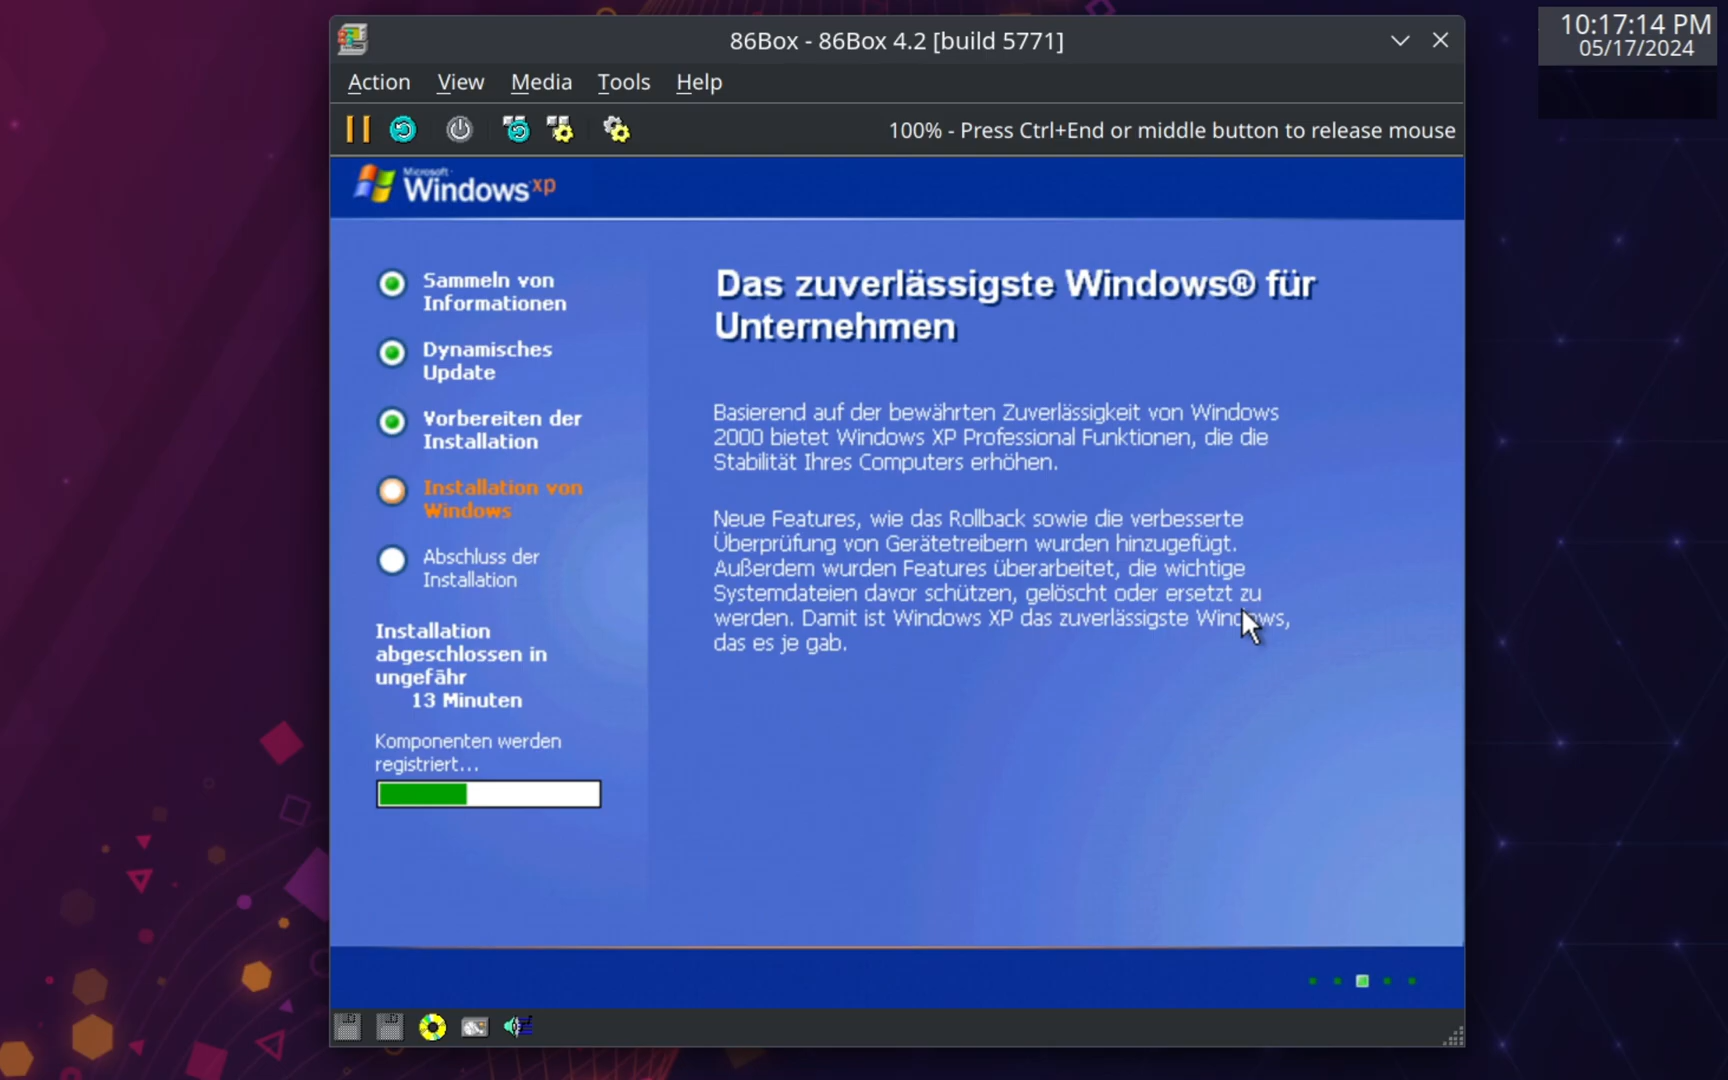 86Box - 86Box 4.2 [build 5771]
10:17:14 PM
05/17/2024
Action View Media Tools Help
100% - Press Ctrl+End or middle button to release mouse
Microsoft
Windows xp
Sammeln von
Informationen
Dynamisches
Update
Vorbereiten der
Installation
Installation von
Windows
Abschluss der
Installation
Installation
abgeschlossen in
ungefähr
13 Minuten
Komponenten werden
registriert...
Das zuverlässigste Windows® für
Unternehmen
Basierend auf der bewährten Zuverlässigkeit von Windows
2000 bietet Windows XP Professional Funktionen, die die
Stabilität Ihres Computers erhöhen.
Neue Features, wie das Rollback sowie die verbesserte
Überprüfung von Gerätetreibern wurden hinzugefügt.
Außerdem wurden Features überarbeitet, die wichtige
Systemdateien davor schützen, gelöscht oder ersetzt zu
werden. Damit ist Windows XP das zuverlässigste Windows,
das es je gab.